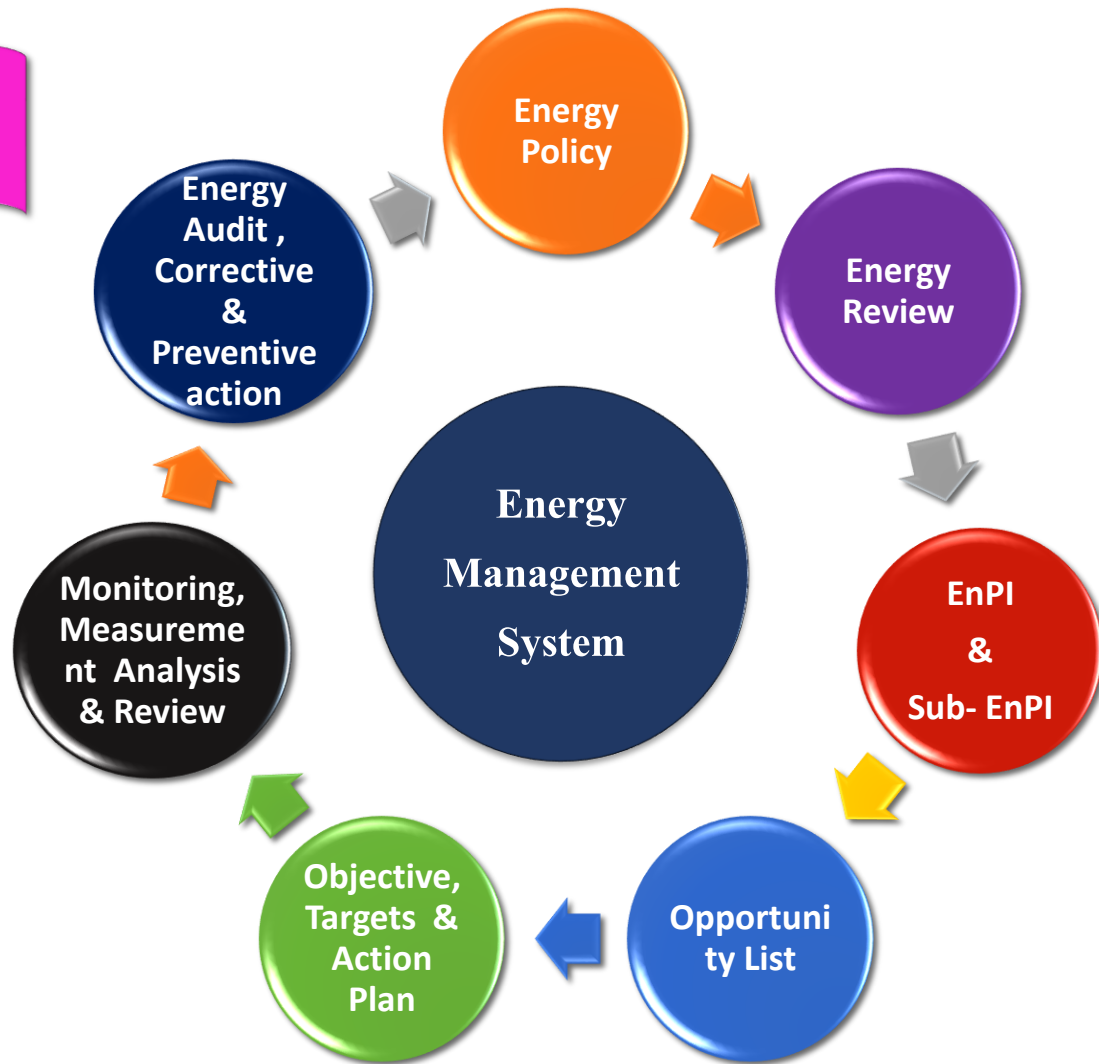 Energy
Policy
Energy
Review
EnPI
&
Sub- EnPI
Opportuni
ty List
Objective,
Targets &
Action
Plan
Monitoring,
Measureme
nt Analysis
& Review
Energy
Audit ,
Corrective
&
Preventive
action
Energy
Management
System